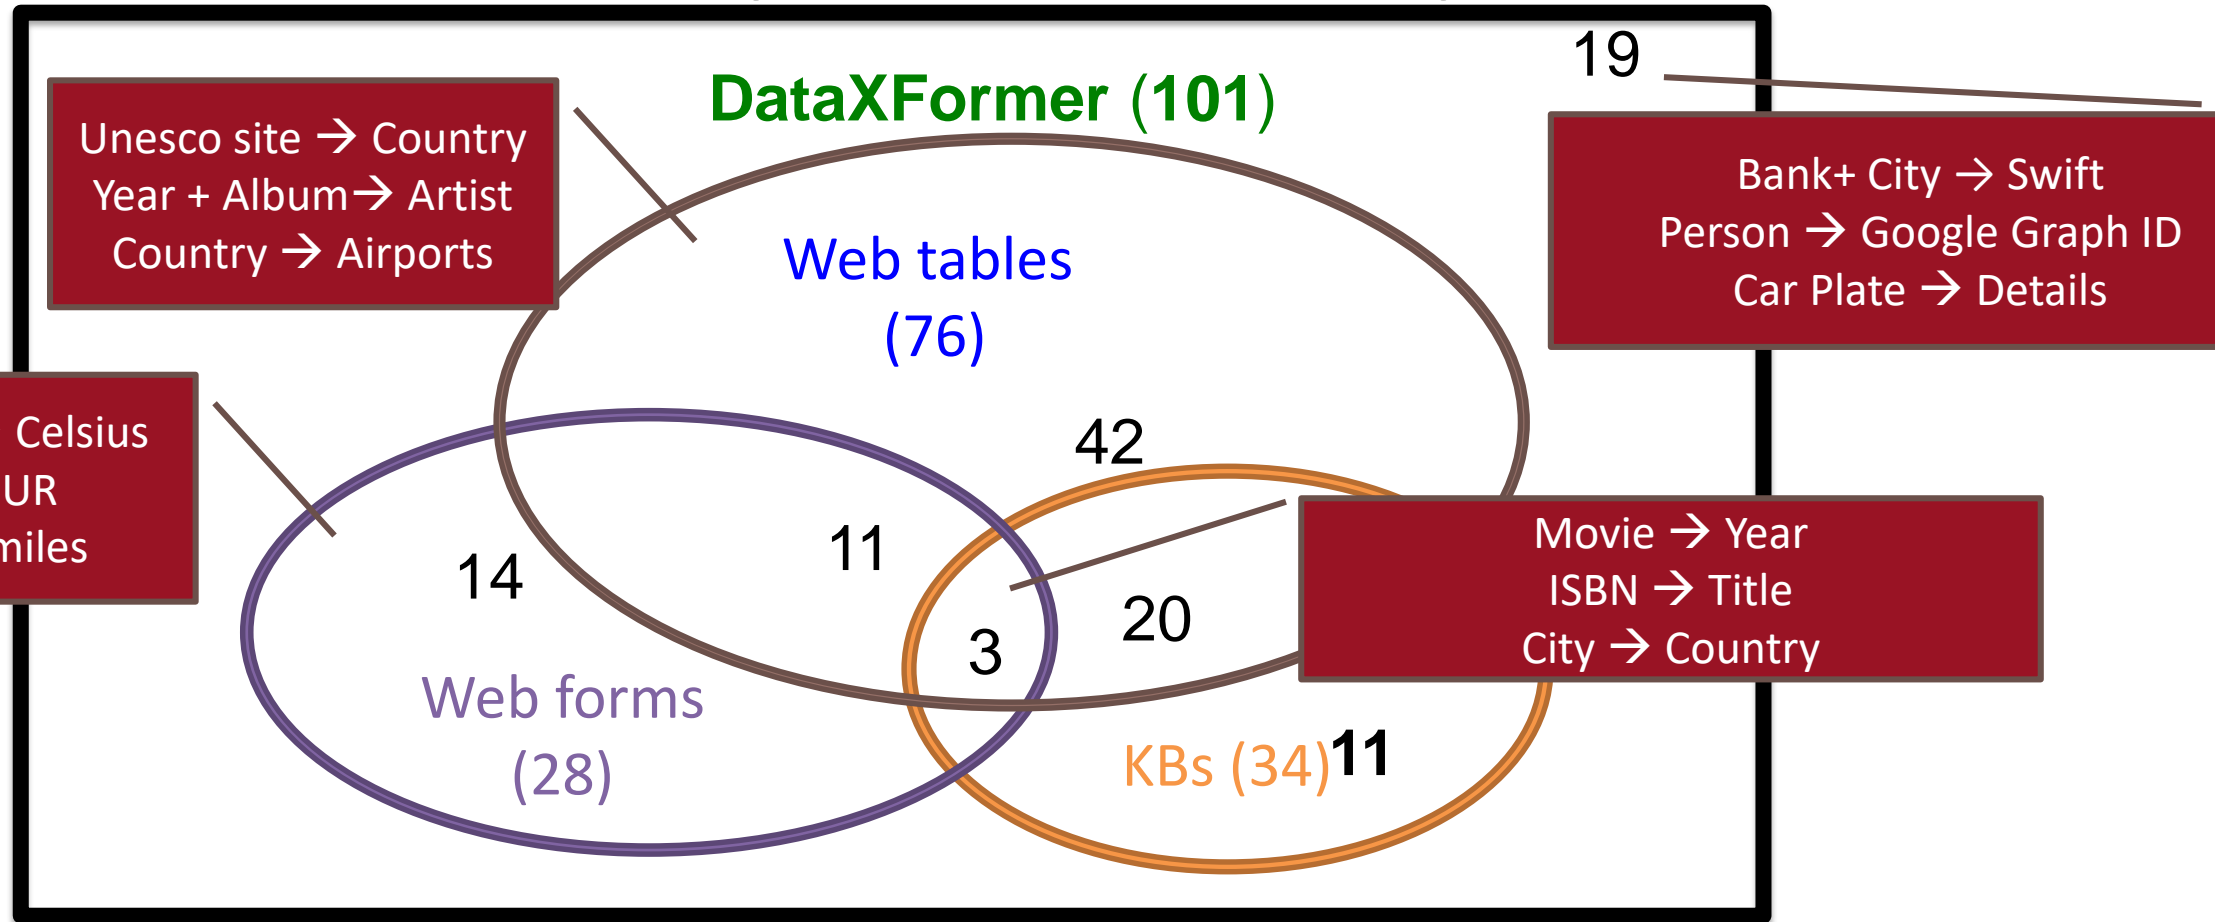 19
DataXFormer (101)
Unesco site → Country
Year + Album→ Artist
Country → Airports
Bank+ City → Swift
Person → Google Graph ID
Car Plate → Details
Web tables
(76)
Celsius
UR
miles
42
11
14
3
20
Movie → Year
ISBN → Title
City → Country
Web forms
(28)
KBs (34)11